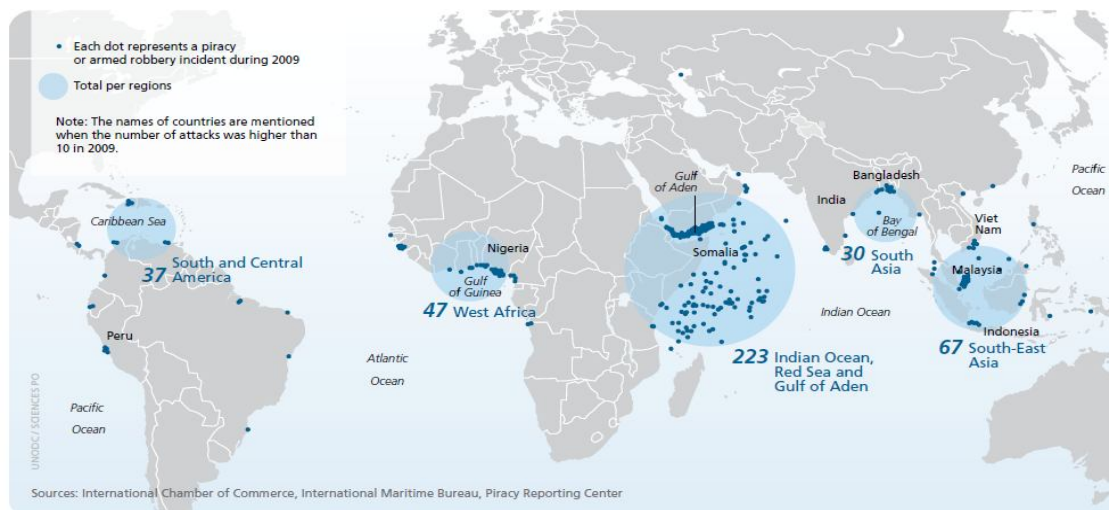 Each dot represents a piracy
or armed robbery incident during 2009
Total per regions
Note: The names of countries are mentioned
when the number of attacks was higher than
10 in 2009.
Caribbean Sea
37 South and Central
America
Peru
Pacific
Ocean
Atlantic
Ocean
Nigeria
Gulf
of Guinea
47 West Africa
Gulf
of Aden
Somalia
223 Indian Ocean,
Red Sea and
Gulf of Aden
Indian Ocean
India
Bangladesh
Bay
of Bengal
30 South
Asia
Viet
Nam
Malaysia
Indonesia
67 South-East
Asia
Pacific
Ocean
UNODC / SCIENCES PO
Sources: International Chamber of Commerce, International Maritime Bureau, Piracy Reporting Center